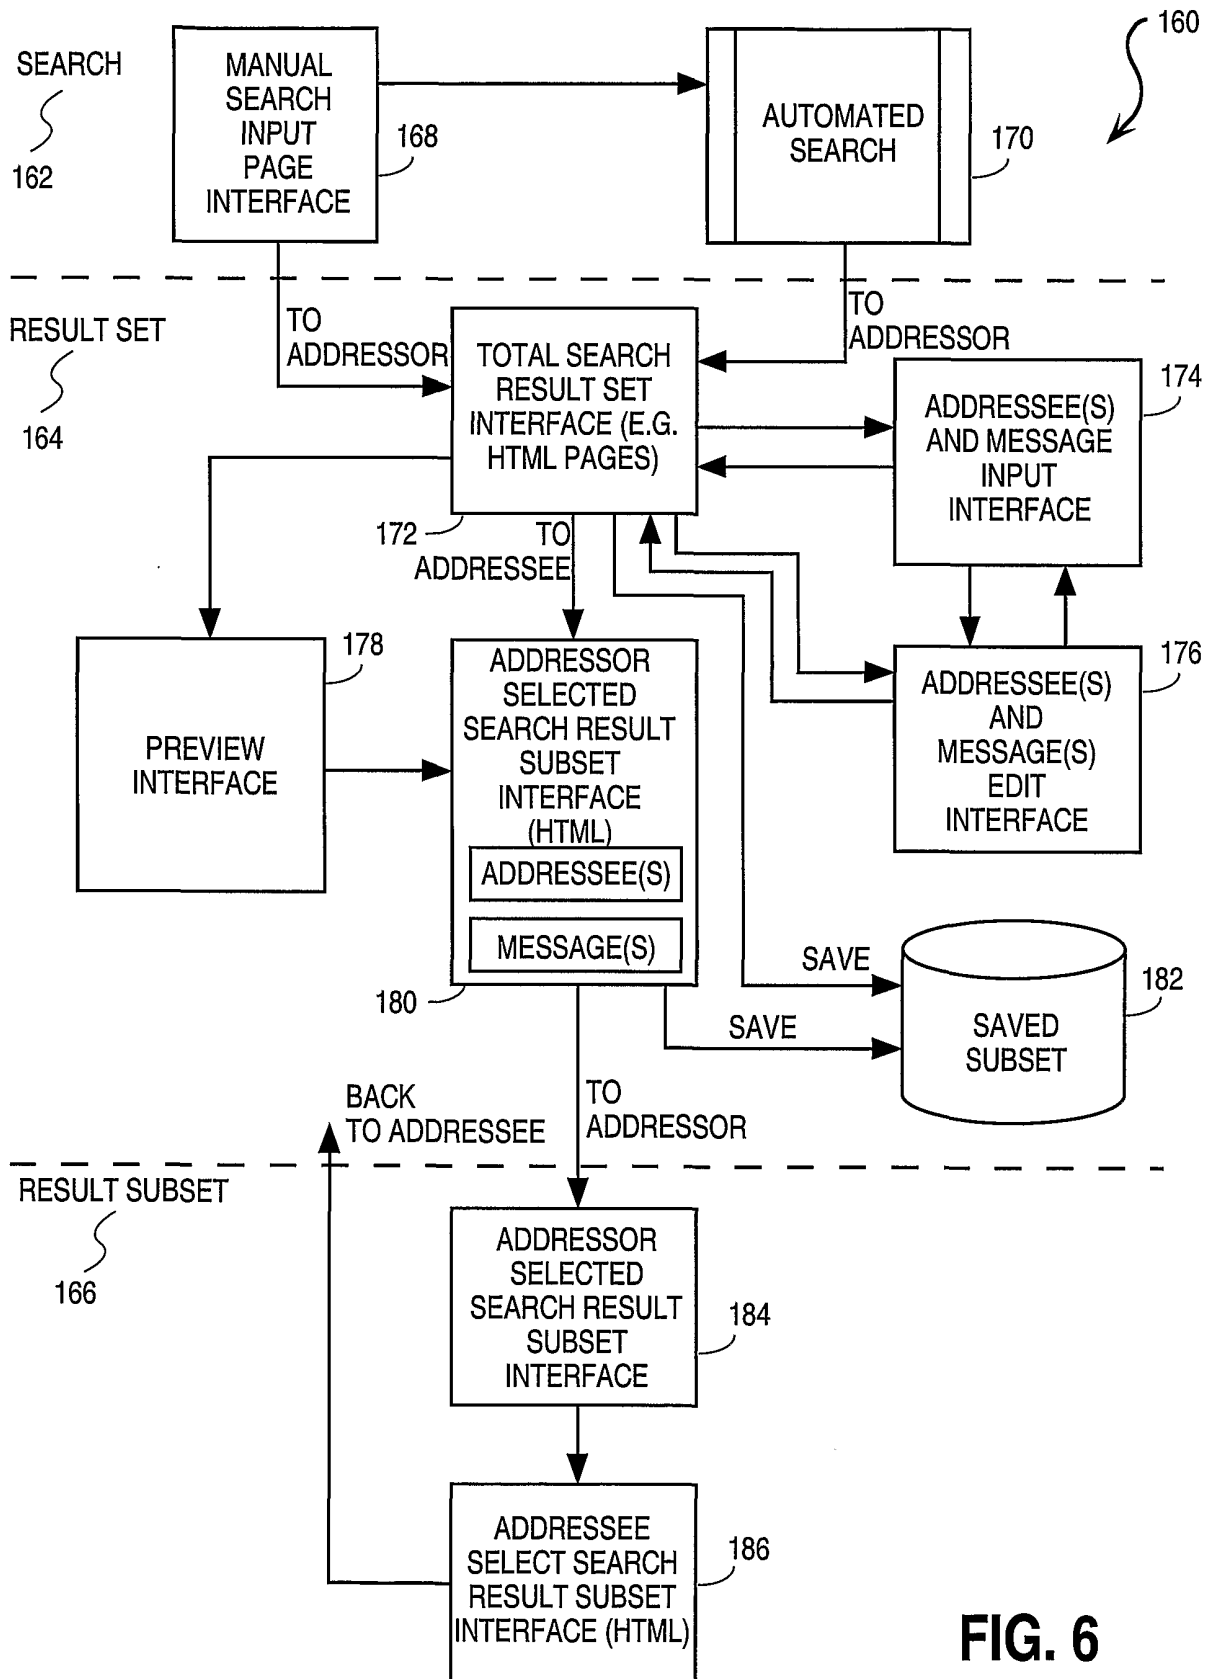 160
SEARCH
162
MANUAL
SEARCH
INPUT
PAGE
INTERFACE
168
AUTOMATED
SEARCH
170
RESULT SET
164
TO
ADDRESSOR
TO
ADDRESSOR
TOTAL SEARCH
RESULT SET
INTERFACE (E.G.
HTML PAGES)
172
174
ADDRESSEE(S)
AND MESSAGE
INPUT
INTERFACE
TO
ADDRESSEE
178
PREVIEW
INTERFACE
ADDRESSOR
SELECTED
SEARCH RESULT
SUBSET
INTERFACE
(HTML)
ADDRESSEE(S)
MESSAGE(S)
180
176
ADDRESSEE(S)
AND
MESSAGE(S)
EDIT
INTERFACE
SAVE
SAVE
182
SAVED
SUBSET
BACK
TO ADDRESSEE
TO
ADDRESSOR
RESULT SUBSET
166
ADDRESSOR
SELECTED
SEARCH RESULT
SUBSET
INTERFACE
184
ADDRESSEE
SELECT SEARCH
RESULT SUBSET
INTERFACE (HTML)
186
FIG. 6